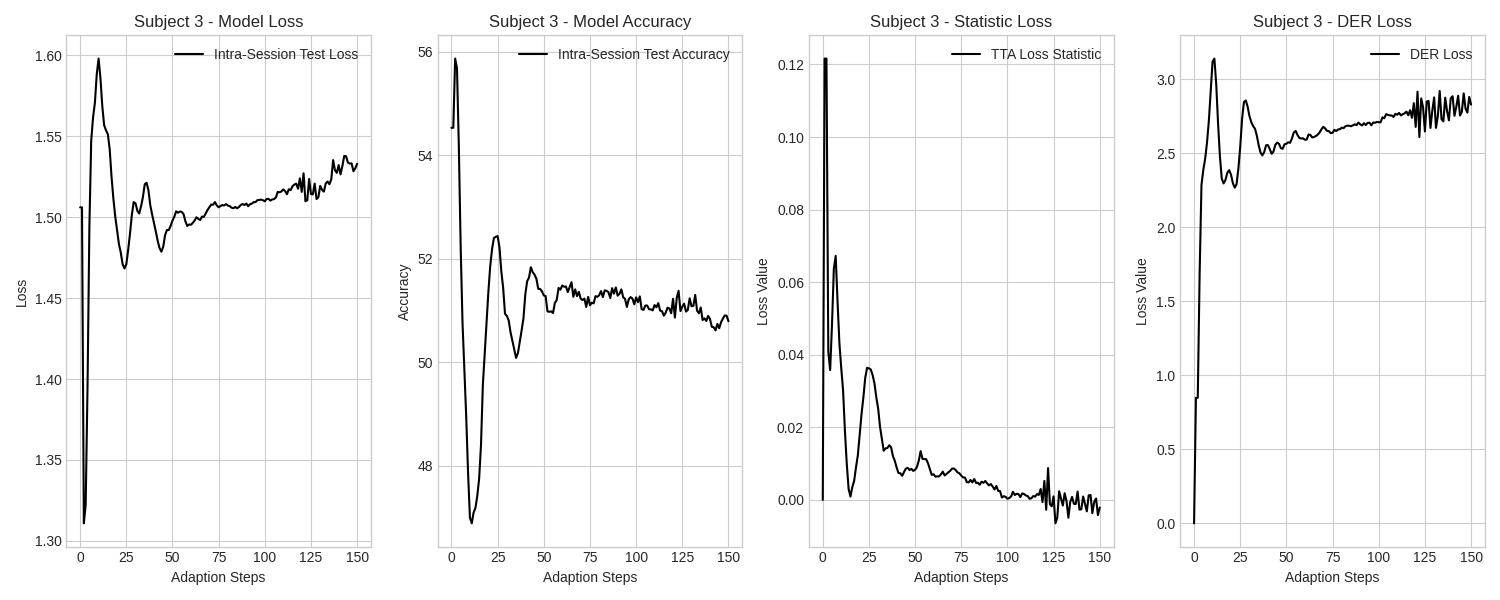 Subject 3 - Model Loss
Intra-Session Test Loss
Loss
1.60
1.55
1.50
1.45
1.40
1.35
1.30
0 25 50 75 100 125 150
Adaption Steps
Subject 3 - Model Accuracy
Intra-Session Test Accuracy
Accuracy
56
54
52
50
48
0 25 50 75 100 125 150
Adaption Steps
Subject 3 - Statistic Loss
TTA Loss Statistic
Loss Value
0.12
0.10
0.08
0.06
0.04
0.02
0.00
0 25 50 75 100 125 150
Adaption Steps
Subject 3 - DER Loss
DER Loss
Loss Value
3.0
2.5
2.0
1.5
1.0
0.5
0.0
0 25 50 75 100 125 150
Adaption Steps